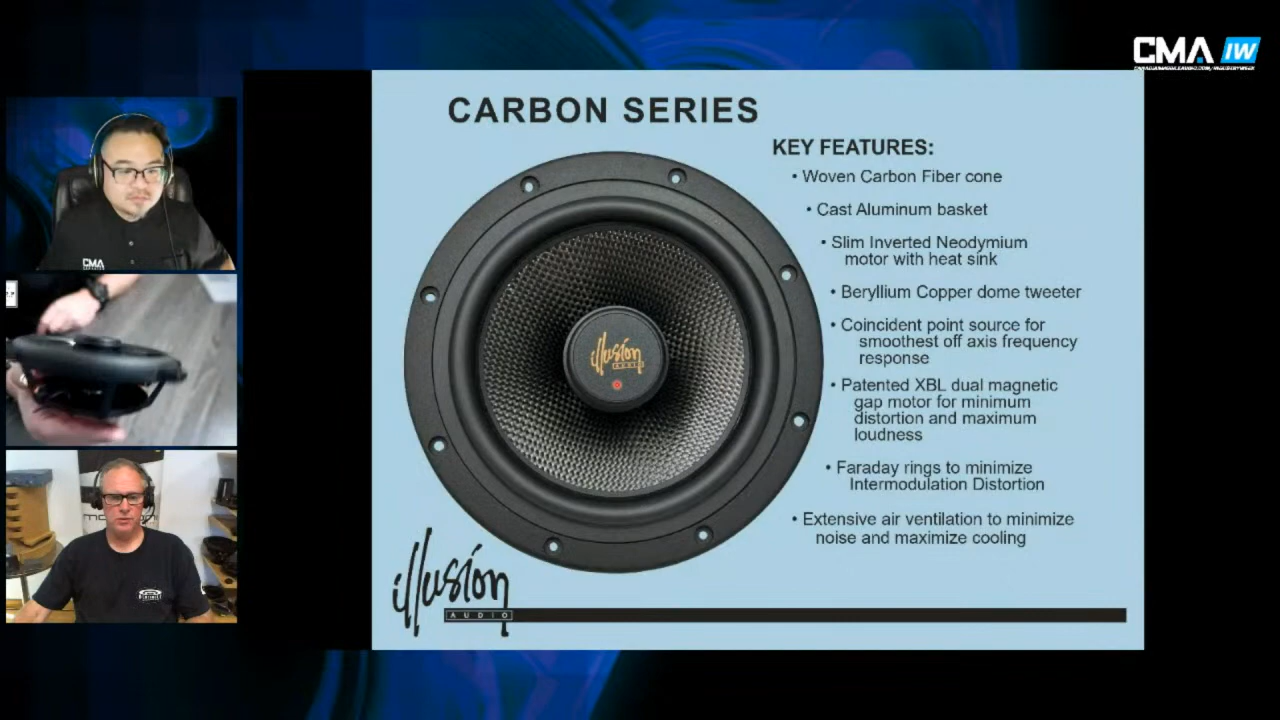 CMA IW
CARBON SERIES
KEY FEATURES:
• Woven Carbon Fiber cone
• Cast Aluminum basket
• Slim Inverted Neodymium
motor with heat sink
• Beryllium Copper dome tweeter
• Coincident point source for
smoothest off axis frequency
response
• Patented XBL dual magnetic
gap motor for minimum
distortion and maximum
loudness
• Faraday rings to minimize
Intermodulation Distortion
• Extensive air ventilation to minimize
noise and maximize cooling
illusion
AUDIO
illusion
AUDIO
CMA